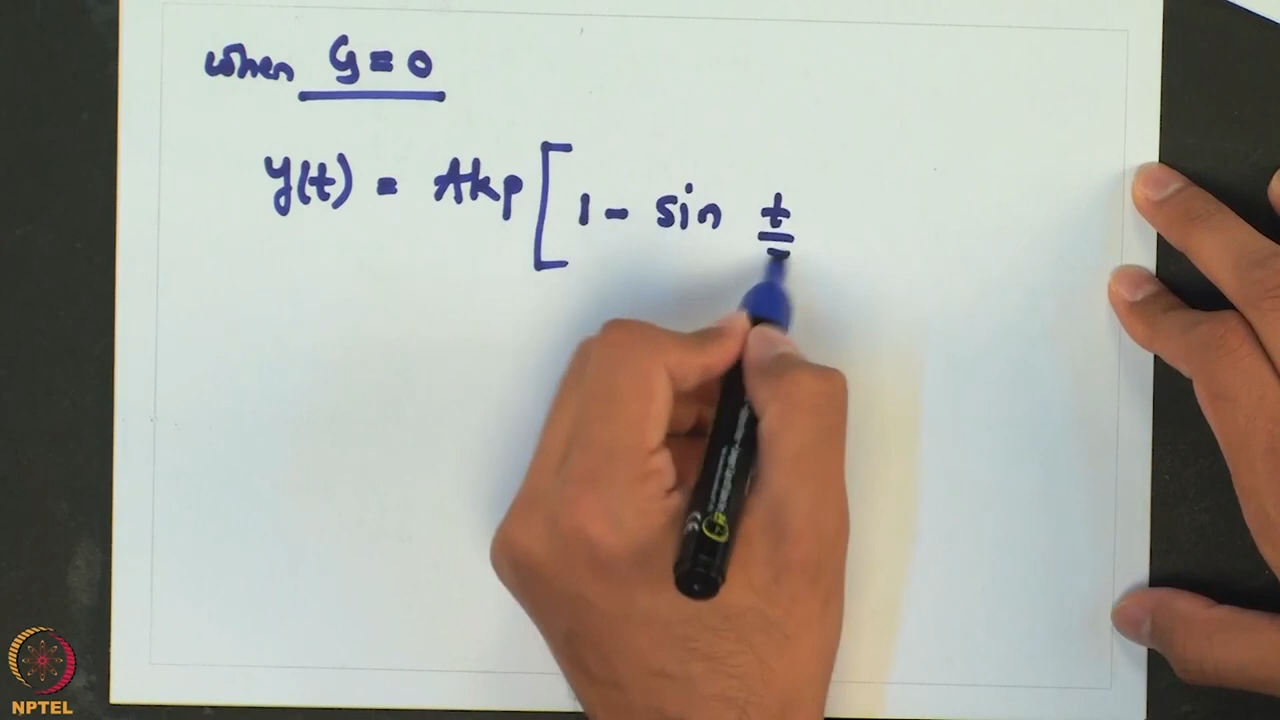 when ζ = 0
y(t) = Akp [ 1 - sin t/
NPTEL